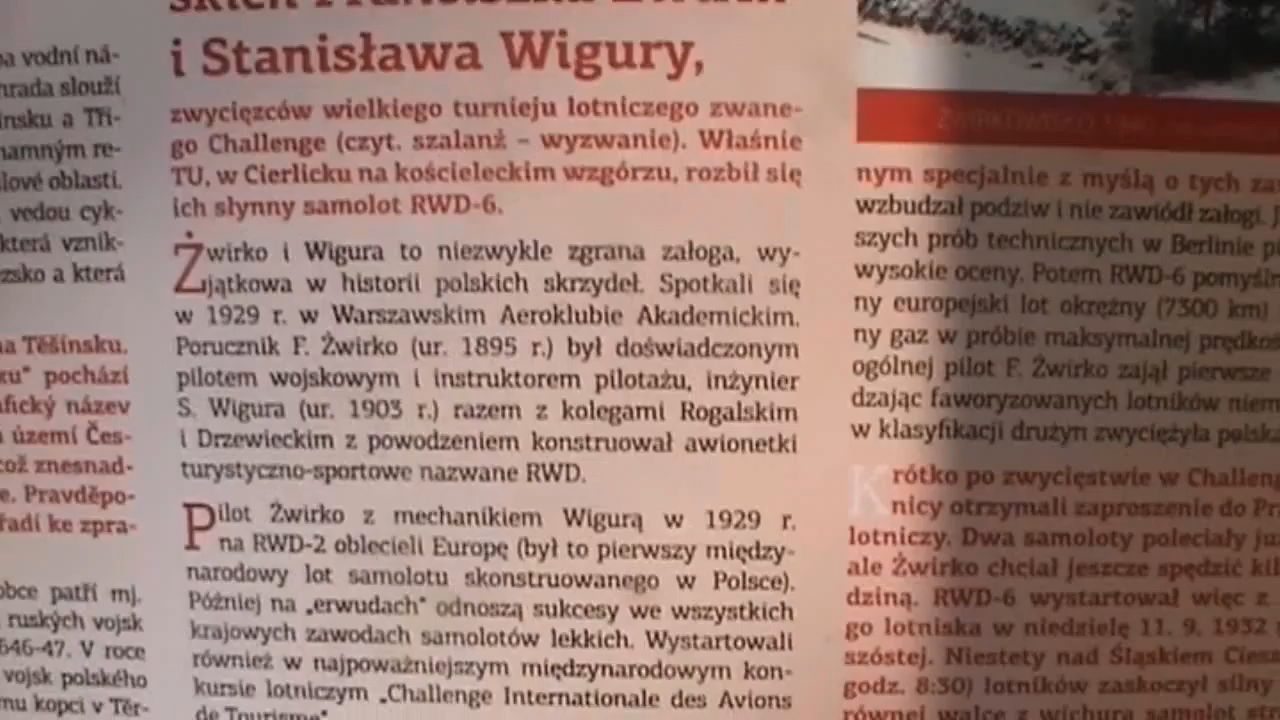 i Stanisława Wigury,
zwycięzców wielkiego turnieju lotniczego zwane-
go Challenge (czyt. szalanż – wyzwanie). Właśnie
TU, w Cierlicku na kościeleckim wzgórzu, rozbił się
ich słynny samolot RWD-6.
Żwirko i Wigura to niezwykle zgrana załoga, wy-
jątkowa w historii polskich skrzydeł. Spotkali się
w 1929 r. w Warszawskim Aeroklubie Akademickim.
Porucznik F. Żwirko (ur. 1895 r.) był doświadczonym
pilotem wojskowym i instruktorem pilotażu, inżynier
S. Wigura (ur. 1903 r.) razem z kolegami Rogalskim
i Drzewieckim z powodzeniem konstruował awionetki
turystyczno-sportowe nazwane RWD.
Pilot Żwirko z mechanikiem Wigurą w 1929 r.
na RWD-2 oblecieli Europę (był to pierwszy między-
narodowy lot samolotu skonstruowanego w Polsce).
Później na „erwudach" odnoszą sukcesy we wszystkich
krajowych zawodach samolotów lekkich. Wystartowali
również w najpoważniejszym międzynarodowym kon-
kursie lotniczym „Challenge Internationale des Avions
de Tourisme"
vodní ná-
hrada slouží
a Tři-
re-
oblasti.
vedou cyk-
která vznik-
a která
na Těšínsku.
pochází
název
území Čes-
což znesnad-
Pravděpo-
ke zpra-
obce patří mj.
ruských vojsk
1646-47. V roce
vojsk polského
kopci v Těr-
nym specjalnie z myślą o tych
wzbudzał podziw i nie zawiódł załogi.
szych prób technicznych w Berlinie
wysokie oceny. Potem RWD-6
ny europejski lot okrężny (7300 km)
ny gaz w próbie maksymalnej
ogólnej pilot F. Żwirko zajął pierwsze
dzając faworyzowanych lotników
w klasyfikacji drużyn zwyciężyła
Krótko po zwycięstwie w
nicy otrzymali zaproszenie do
lotniczy. Dwa samoloty poleciały
ale Żwirko chciał jeszcze spędzić
dziną. RWD-6 wystartował więc z
go lotniska w niedzielę 11. 9. 1932
szóstej. Niestety nad Śląskiem
godz. 8:30) lotników zaskoczył silny
równej walce z wichurą samolot